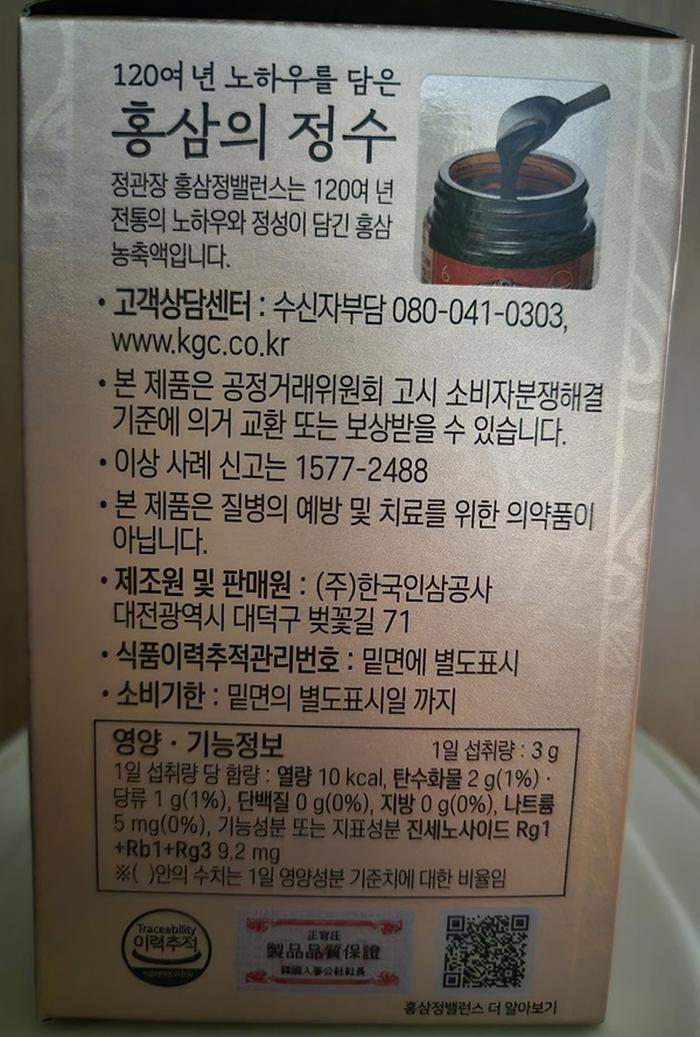 120여 년 노하우를 담은
홍삼의 정수
정관장 홍삼정밸런스는 120여 년
전통의 노하우와 정성이 담긴 홍삼
농축액입니다.
• 고객상담센터 : 수신자부담 080-041-0303,
www.kgc.co.kr
• 본 제품은 공정거래위원회 고시 소비자분쟁해결
기준에 의거 교환 또는 보상받을 수 있습니다.
• 이상 사례 신고는 1577-2488
• 본 제품은 질병의 예방 및 치료를 위한 의약품이
아닙니다.
• 제조원 및 판매원 : (주)한국인삼공사
대전광역시 대덕구 벚꽃길 71
• 식품이력추적관리번호 : 밑면에 별도표시
• 소비기한 : 밑면의 별도표시일 까지
영양 · 기능정보 1일 섭취량 : 3 g
1일 섭취량 당 함량 : 열량 10 kcal, 탄수화물 2 g(1%) ·
당류 1 g(1%), 단백질 0 g(0%), 지방 0 g(0%), 나트륨
5 mg(0%), 기능성분 또는 지표성분 진세노사이드 Rg1
+Rb1+Rg3 9.2 mg
※( )안의 수치는 1일 영양성분 기준치에 대한 비율임
Traceability
이력추적
正官庄
製品品質保證
홍삼정밸런스 더 알아보기